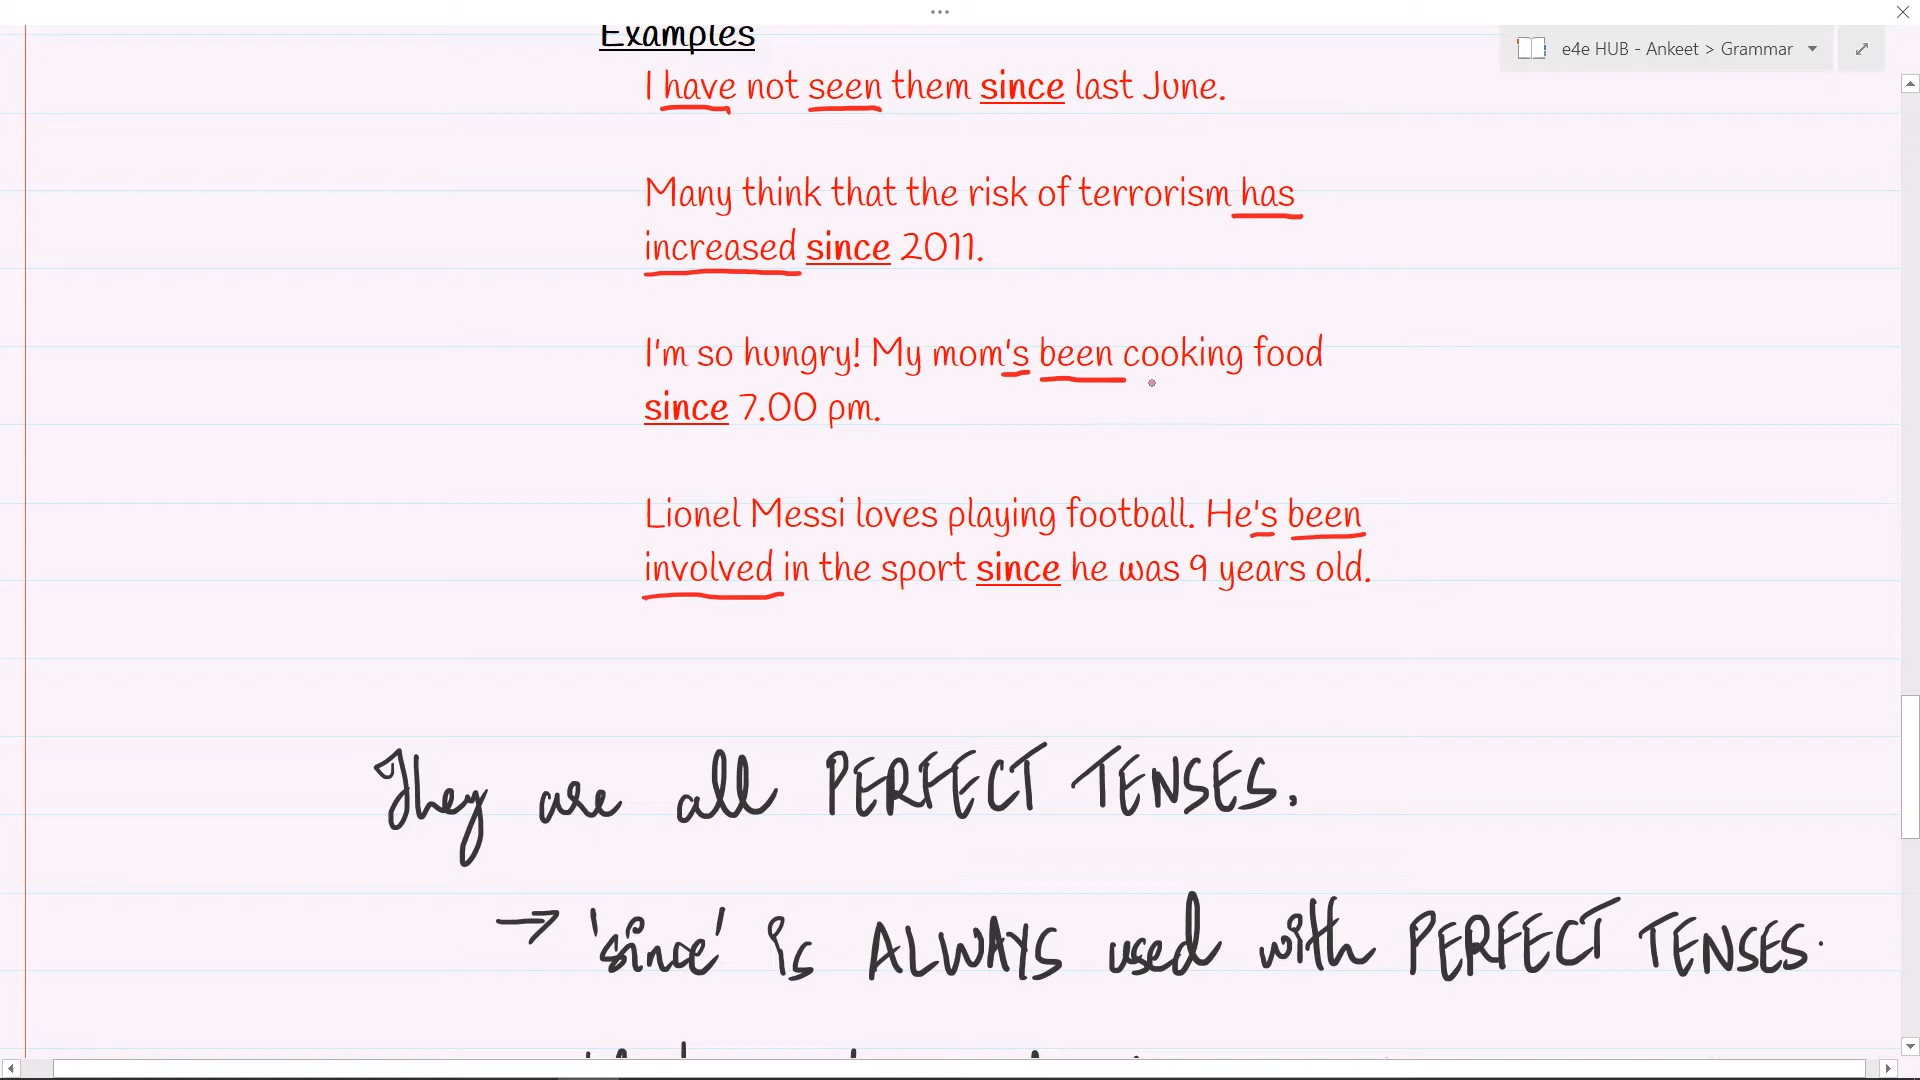 Examples
e4e HUB - Ankeet > Grammar
I have not seen them since last June.
Many think that the risk of terrorism has
increased since 2011.
I'm so hungry! My mom's been cooking food
since 7.00 pm.
Lionel Messi loves playing football. He's been
involved in the sport since he was 9 years old.
They are all PERFECT TENSES.
→ 'since' is ALWAYS used with PERFECT TENSES.